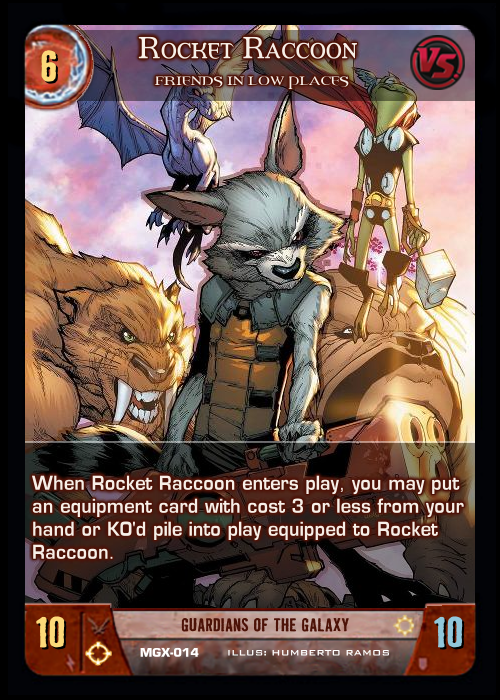 6
Rocket Raccoon
VS
Friends in Low Places
When Rocket Raccoon enters play, you may put
an equipment card with cost 3 or less from your
hand or KO'd pile into play equipped to Rocket
Raccoon.
10
GUARDIANS OF THE GALAXY
10
MGX-014 ILLUS: HUMBERTO RAMOS